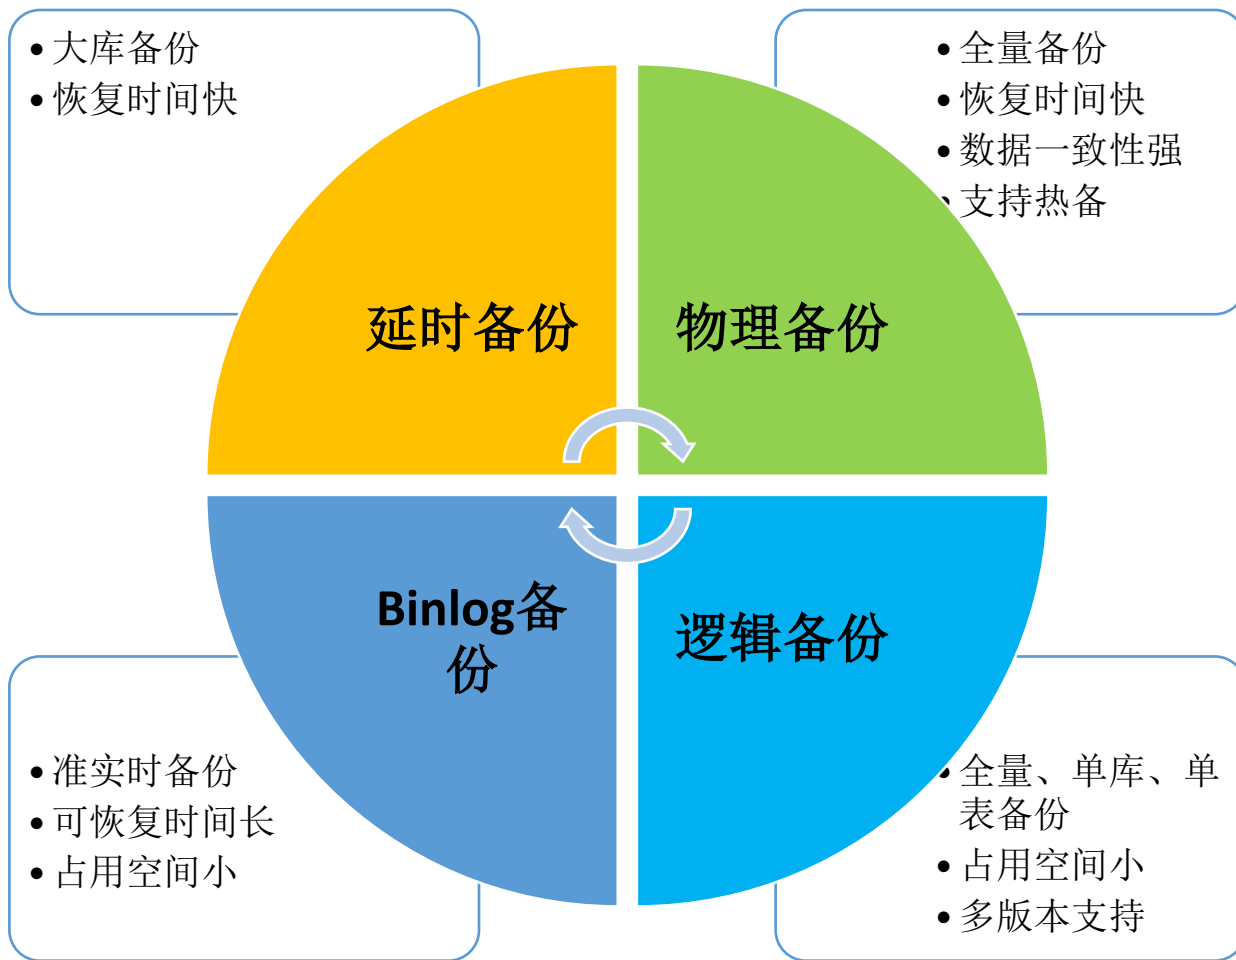 • 大库备份
• 恢复时间快
• 全量备份
• 恢复时间快
• 数据一致性强
• 支持热备
延时备份
物理备份
Binlog备
份
逻辑备份
• 准实时备份
• 可恢复时间长
• 占用空间小
• 全量、单库、单
表备份
• 占用空间小
• 多版本支持